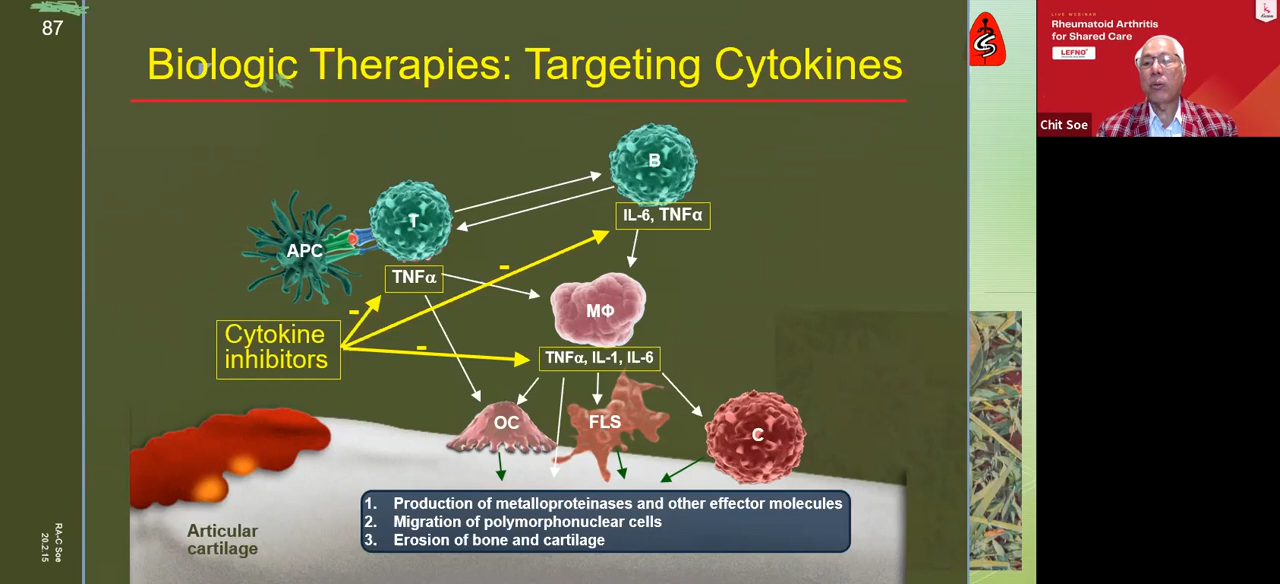 87
Biologic Therapies: Targeting Cytokines
B
IL-6, TNFα
T
APC
TNFα
-
-
-
MΦ
Cytokine
inhibitors
TNFα, IL-1, IL-6
OC
FLS
C
1. Production of metalloproteinases and other effector molecules
2. Migration of polymorphonuclear cells
3. Erosion of bone and cartilage
Articular
cartilage
RA-C Soe
20.2.15
LIVE WEBINAR
Rheumatoid Arthritis
for Shared Care
LEFNO
Chit Soe